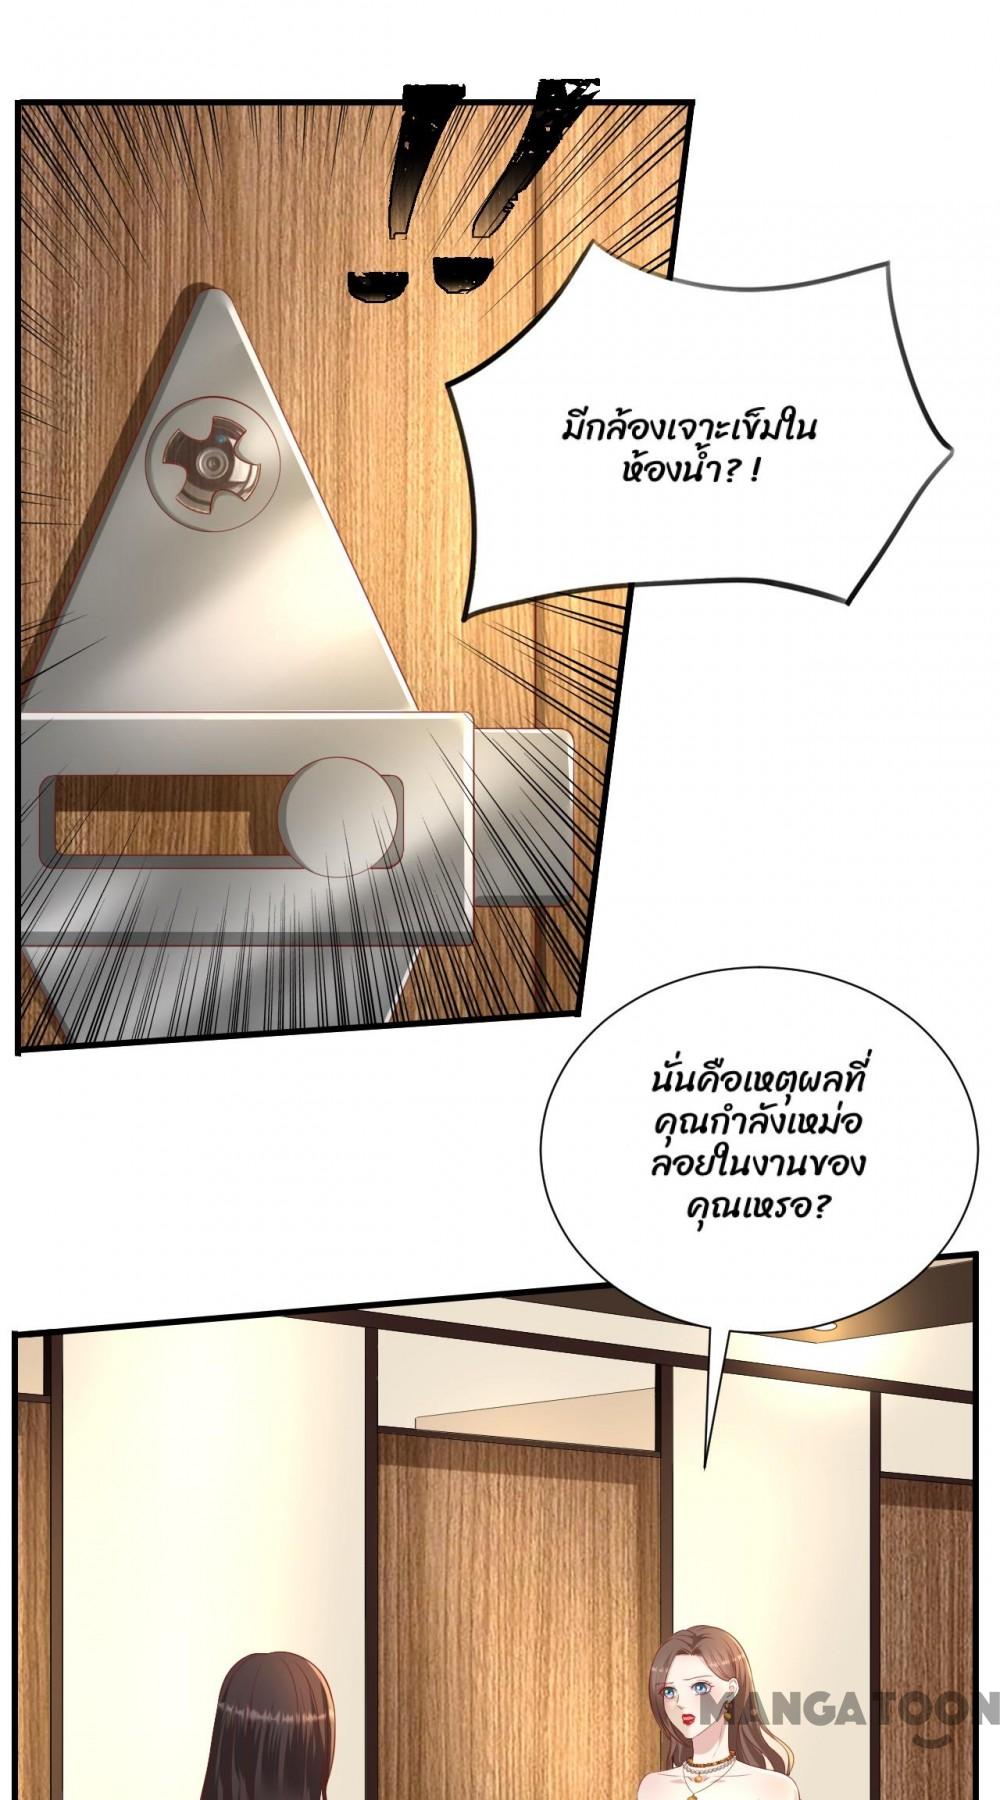 มีกล้องเจาะเข็มใน
ห้องน้ำ?!
นั่นคือเหตุผลที่
คุณกำลังเหม่อ
ลอยในงานของ
คุณเหรอ?
MANGATOON